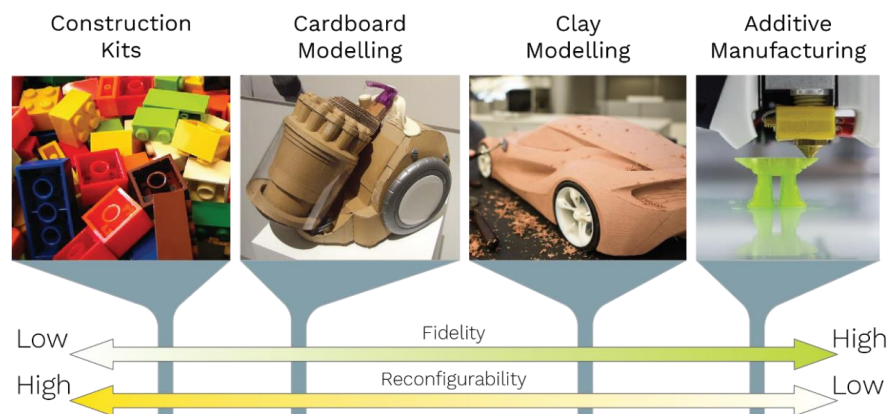 Construction
Kits
Cardboard
Modelling
Clay
Modelling
Additive
Manufacturing
Low
Fidelity
High
High
Reconfigurability
Low